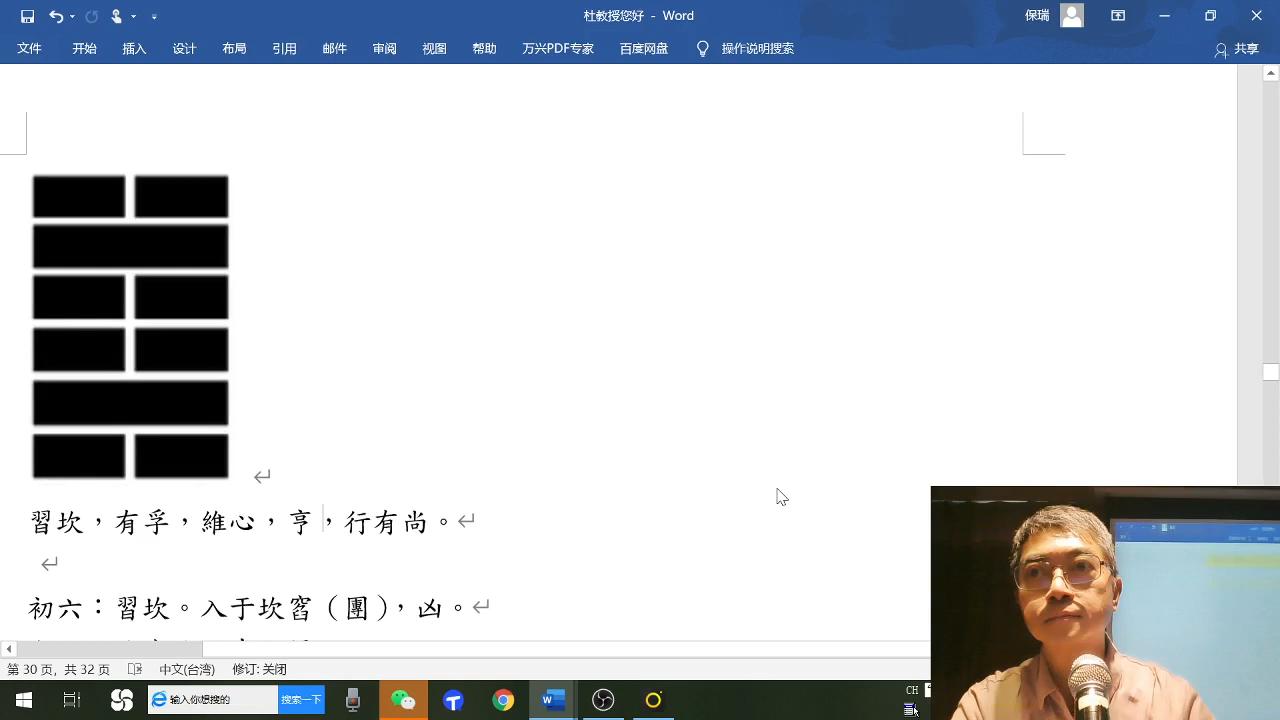 杜教授您好 - Word
保瑞
文件 开始 插入 设计 布局 引用 邮件 审阅 视图 帮助 万兴PDF专家 百度网盘 操作说明搜索 共享
習坎，有孚，維心，亨，行有尚。
初六：習坎。入于坎窞（團），凶。
第 30 页，共 32 页 中文(台湾) 修订: 关闭
输入你想搜的 搜索一下
CH